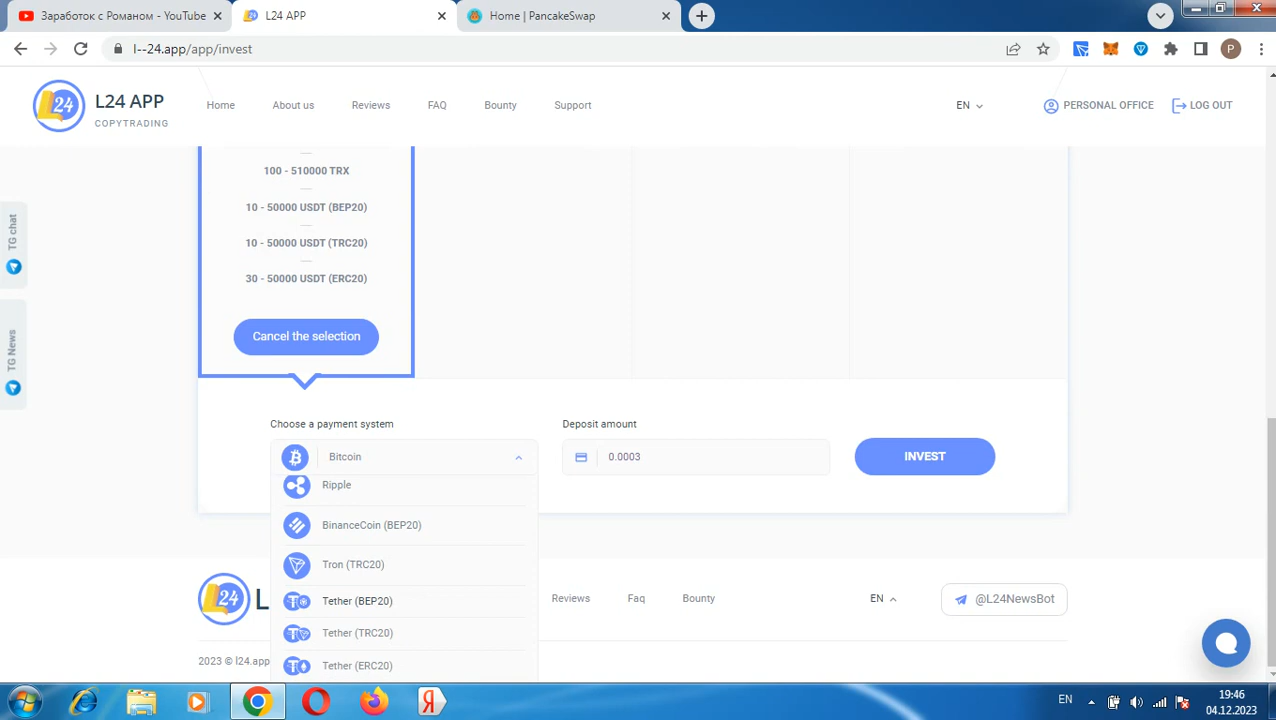 Заработок с Романом - YouTube
L24 APP
Home | PancakeSwap
l--24.app/app/invest
P
L24
L24 APP
COPYTRADING
Home
About us
Reviews
FAQ
Bounty
Support
EN
PERSONAL OFFICE
LOG OUT
TG chat
TG News
100 - 510000 TRX
10 - 50000 USDT (BEP20)
10 - 50000 USDT (TRC20)
30 - 50000 USDT (ERC20)
Cancel the selection
Choose a payment system
Deposit amount
Bitcoin
0.0003
INVEST
Ripple
BinanceCoin (BEP20)
Tron (TRC20)
Tether (BEP20)
Tether (TRC20)
Tether (ERC20)
L24
L
Reviews
Faq
Bounty
EN
@L24NewsBot
2023 © l24.app
EN
19:46
04.12.2023